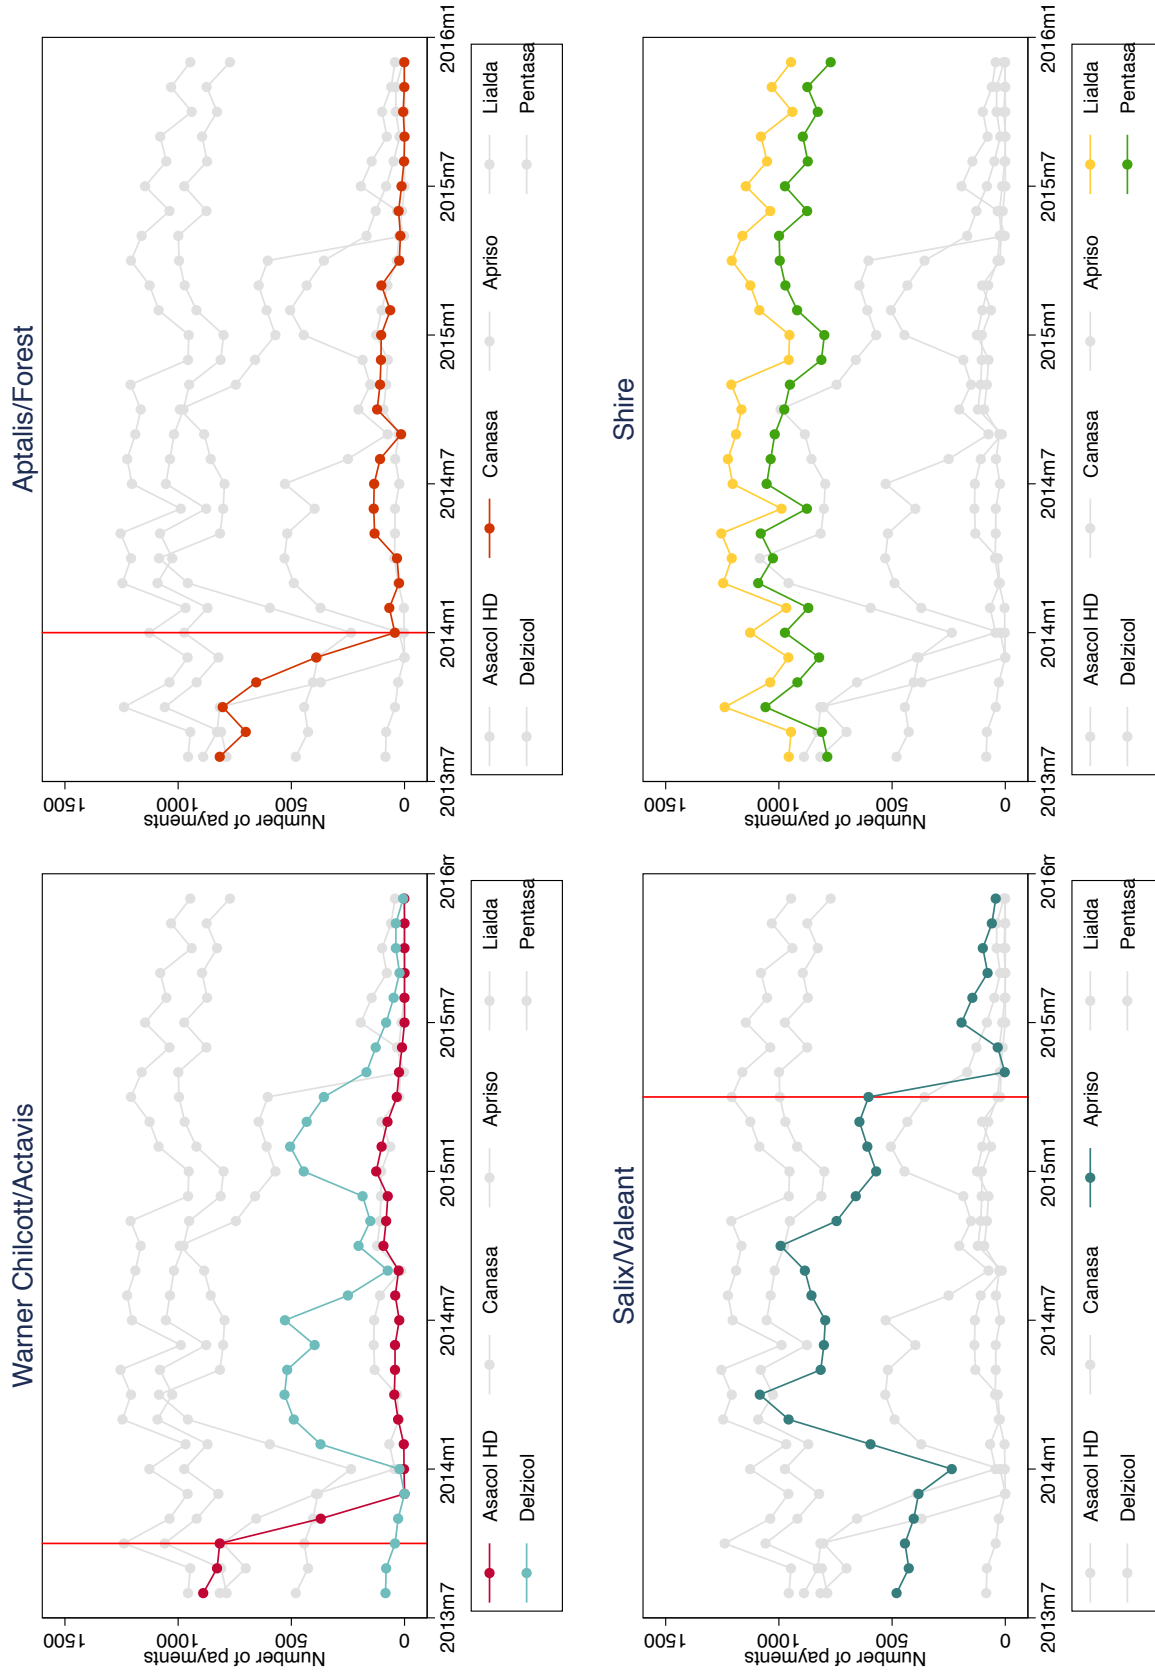 Warner Chilcott/Actavis
Number of payments
0 500 1000 1500
2013m7 2014m1 2014m7 2015m1 2015m7 2016m
Asacol HD Canasa Apriso Lialda
Delzicol Pentasa
Aptalis/Forest
Number of payments
0 500 1000 1500
2013m7 2014m1 2014m7 2015m1 2015m7 2016m1
Asacol HD Canasa Apriso Lialda
Delzicol Pentasa
Salix/Valeant
Number of payments
0 500 1000 1500
2013m7 2014m1 2014m7 2015m1 2015m7 2016m
Asacol HD Canasa Apriso Lialda
Delzicol Pentasa
Shire
Number of payments
0 500 1000 1500
2013m7 2014m1 2014m7 2015m1 2015m7 2016m1
Asacol HD Canasa Apriso Lialda
Delzicol Pentasa